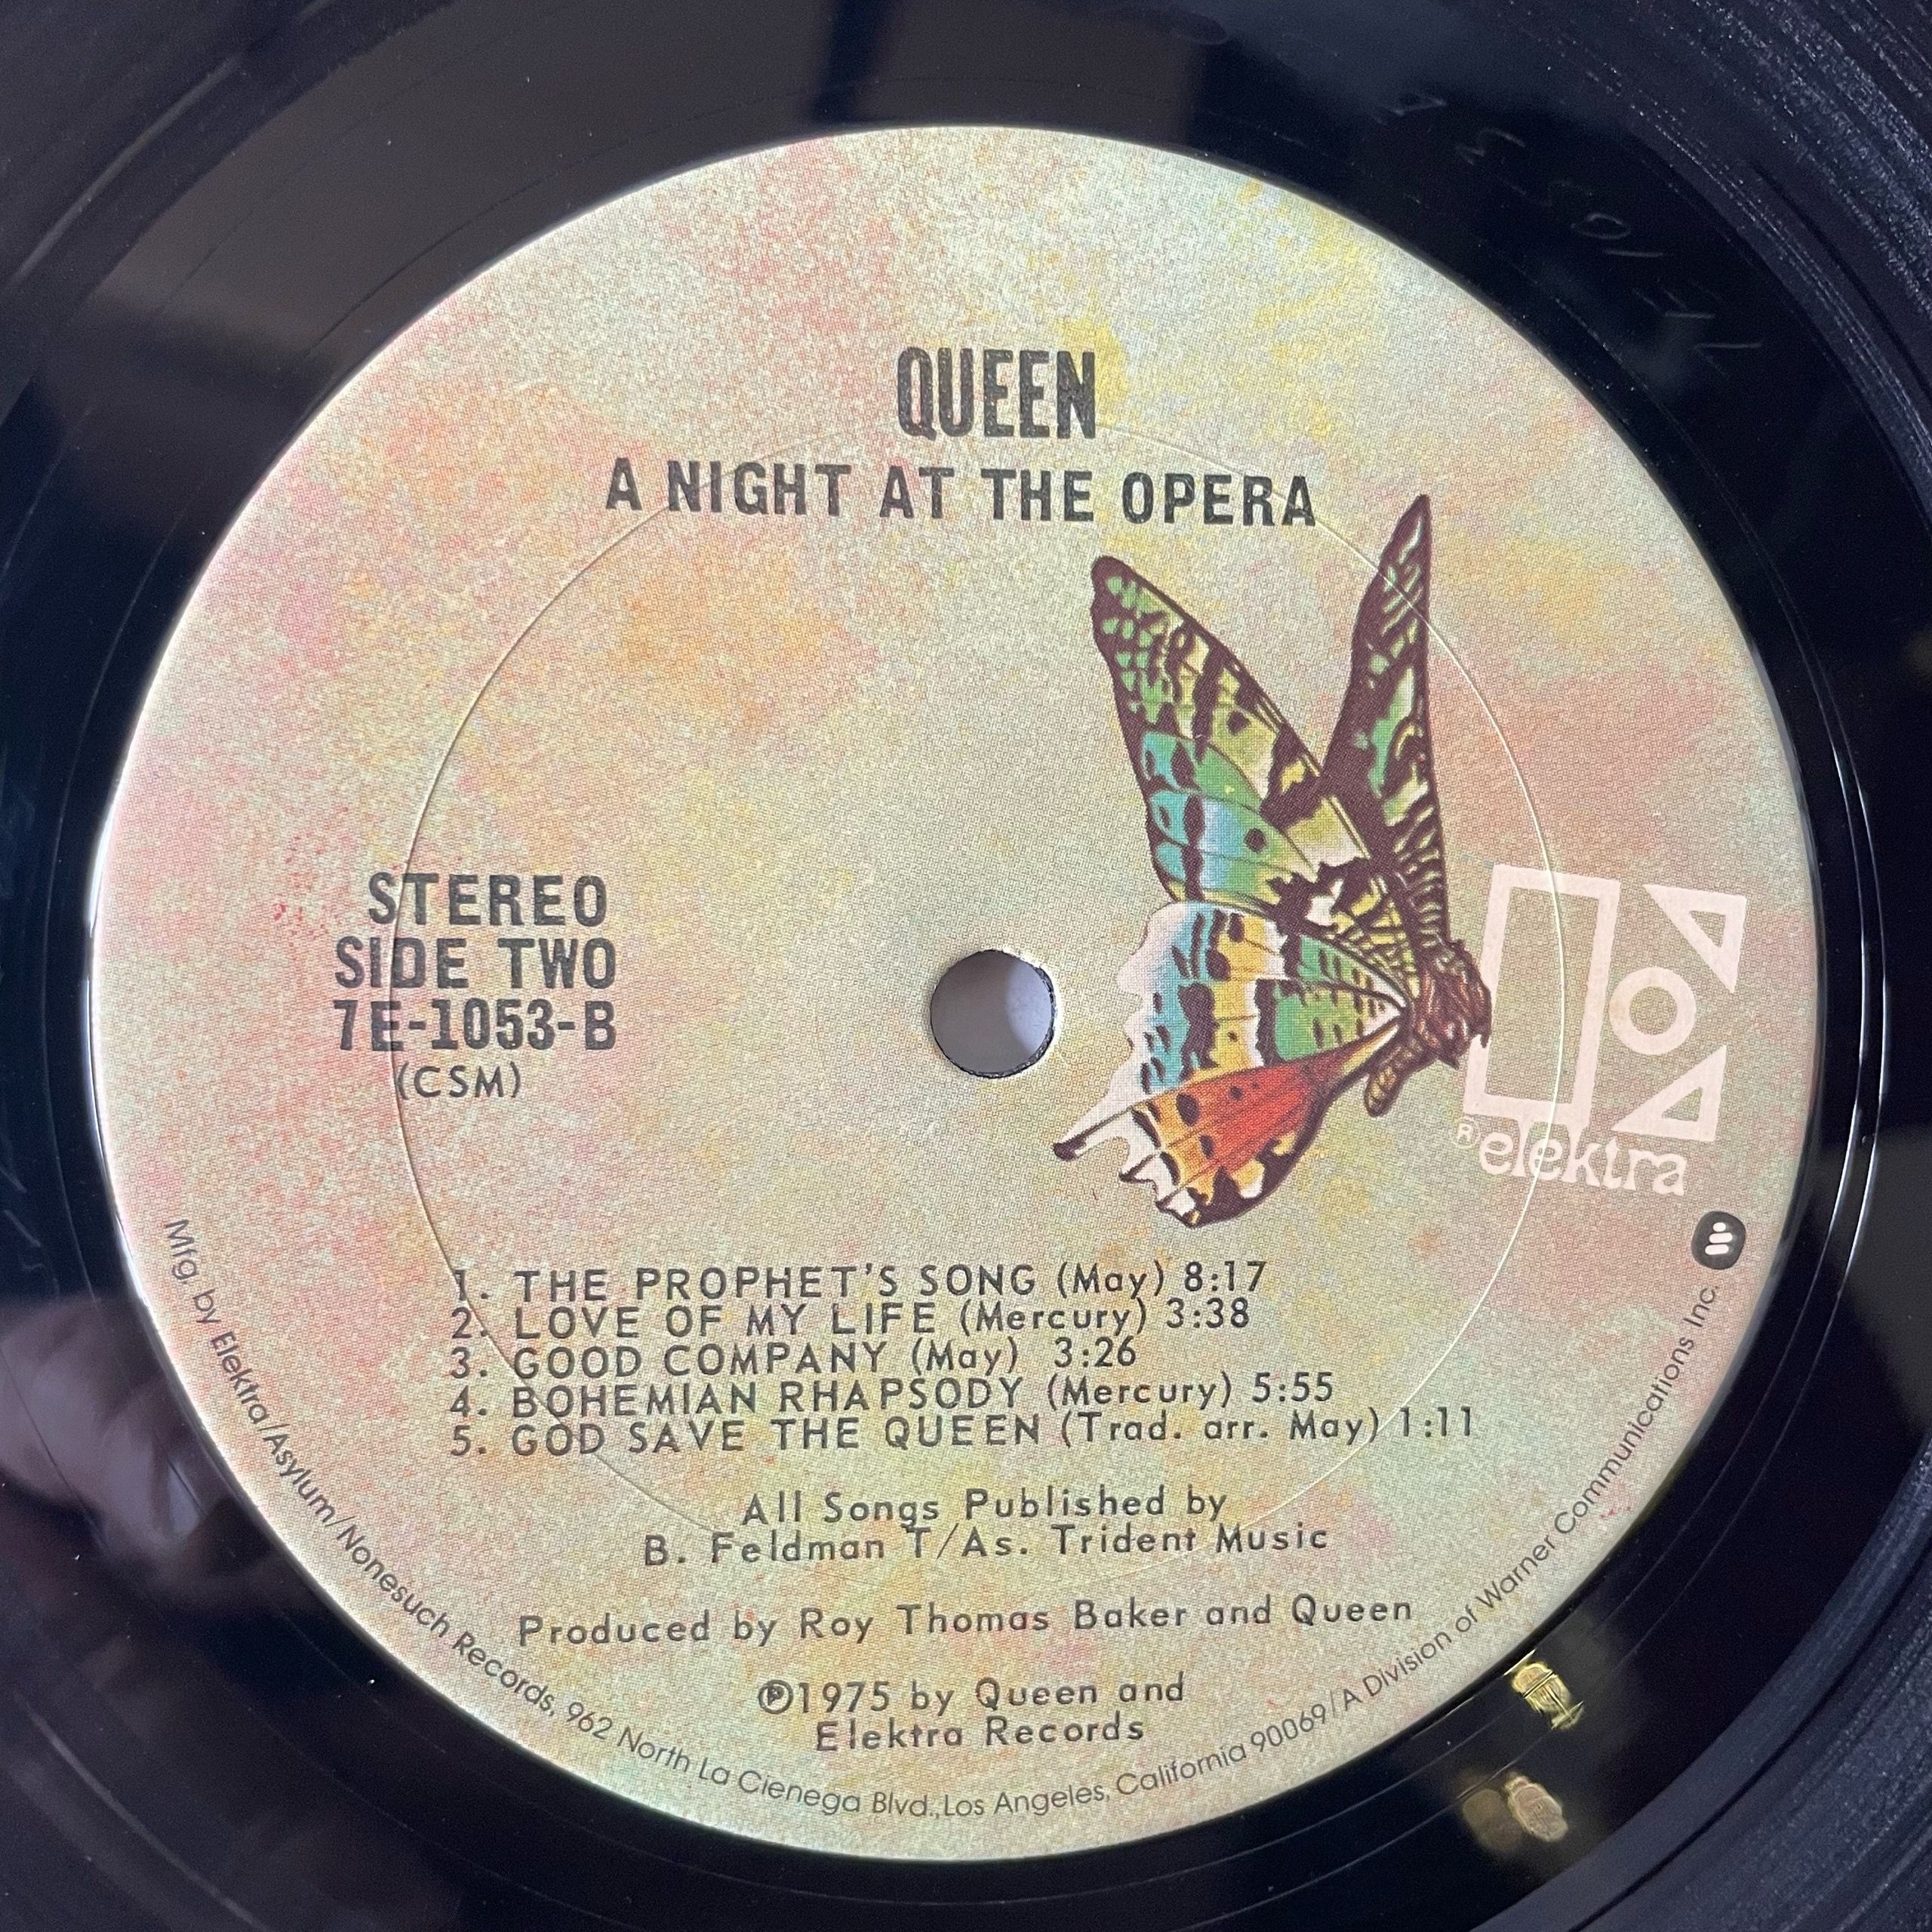 QUEEN
A NIGHT AT THE OPERA
STEREO
SIDE TWO
7E-1053-B
(CSM)
® elektra
1. THE PROPHET'S SONG (May) 8:17
2. LOVE OF MY LIFE (Mercury) 3:38
3. GOOD COMPANY (May) 3:26
4. BOHEMIAN RHAPSODY (Mercury) 5:55
5. GOD SAVE THE QUEEN (Trad. arr. May) 1:11
All Songs Published by
B. Feldman T/As. Trident Music
Produced by Roy Thomas Baker and Queen
℗1975 by Queen and
Elektra Records
Mfg. by Elektra/Asylum/Nonesuch Records, 962 North La Cienega Blvd., Los Angeles, California 90069/A Division of Warner Communications Inc.